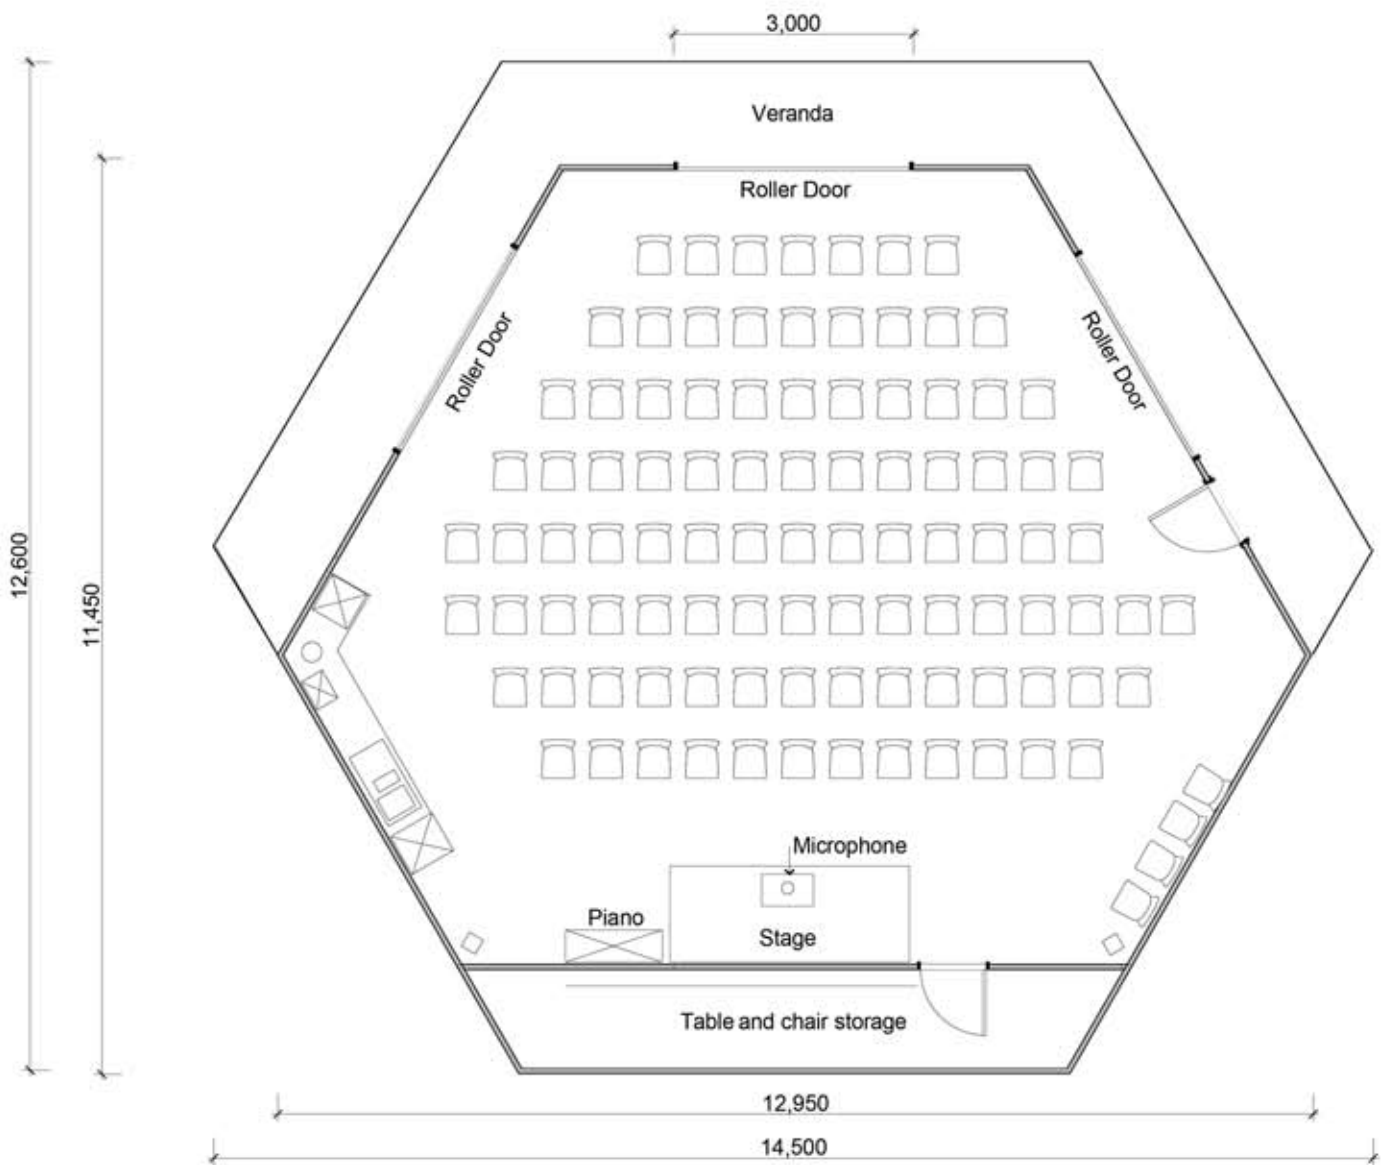 3,000
Veranda
Roller Door
Roller Door
Roller Door
12,600
11,450
Microphone
Piano
Stage
Table and chair storage
12,950
14,500